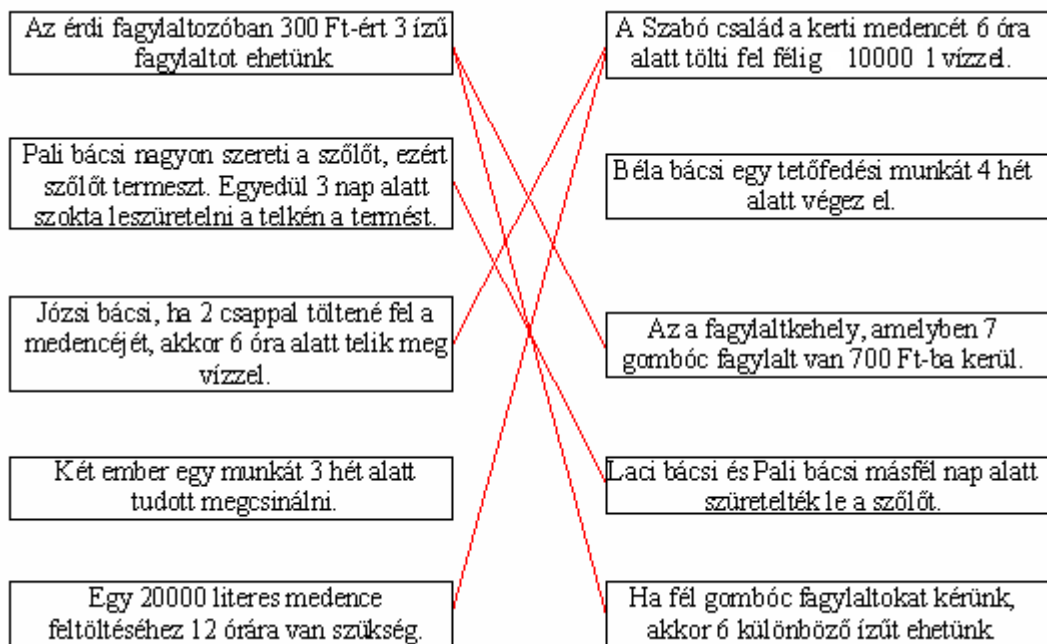 Az érdi fagylaltozóban 300 Ft-ért 3 ízű
fagylaltot ehetünk.
Pali bácsi nagyon szereti a szőlőt, ezért
szőlőt termeszt. Egyedül 3 nap alatt
szokta leszüretelni a telkén a termést.
Józsi bácsi, ha 2 csappal töltené fel a
medencéjét, akkor 6 óra alatt telik meg
vízzel.
Két ember egy munkát 3 hét alatt
tudott megcsinálni.
Egy 20000 literes medence
feltöltéséhez 12 órára van szükség.
A Szabó család a kerti medencét 6 óra
alatt tölti fel félig 10000 l vízzel.
Béla bácsi egy tetőfedési munkát 4 hét
alatt végez el.
Az a fagylaltkehely, amelyben 7
gombóc fagylalt van 700 Ft-ba kerül.
Laci bácsi és Pali bácsi másfél nap alatt
szüretelték le a szőlőt.
Ha fél gombóc fagylaltokat kérünk,
akkor 6 különböző ízűt ehetünk